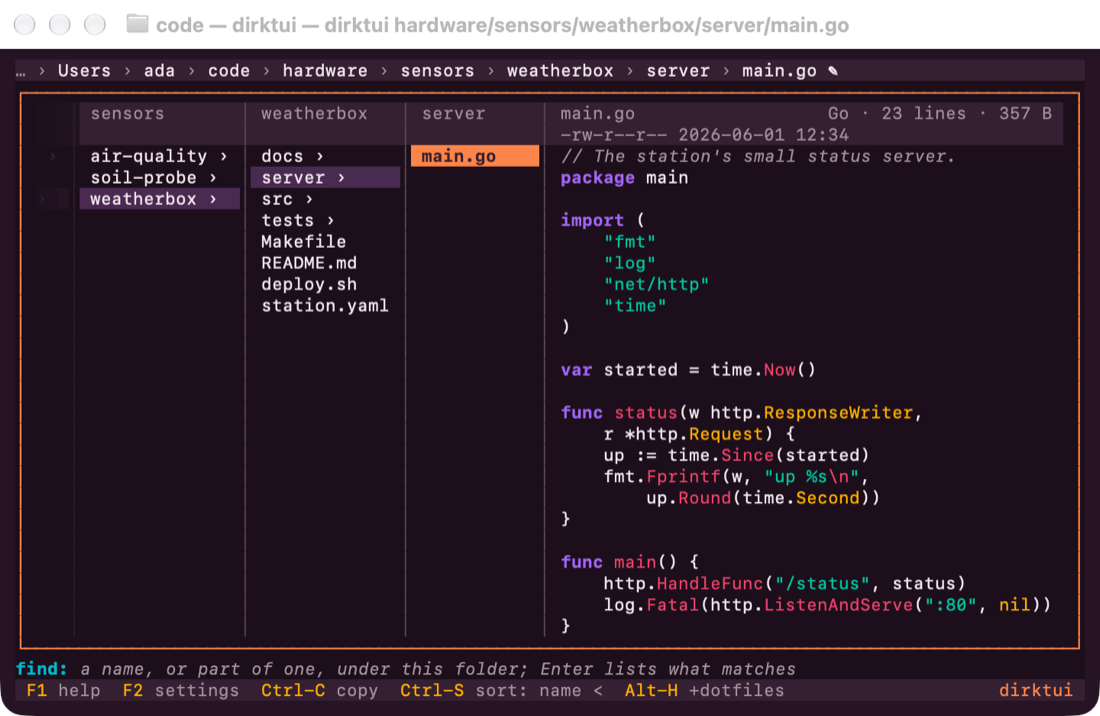 code — dirktui — dirktui hardware/sensors/weatherbox/server/main.go
… › Users › ada › code › hardware › sensors › weatherbox › server › main.go ✎
sensors
air-quality ›
soil-probe ›
weatherbox ›
weatherbox
docs ›
server ›
src ›
tests ›
Makefile
README.md
deploy.sh
station.yaml
server
main.go
main.go Go · 23 lines · 357 B
-rw-r--r-- 2026-06-01 12:34
// The station's small status server.
package main

import (
    "fmt"
    "log"
    "net/http"
    "time"
)

var started = time.Now()

func status(w http.ResponseWriter,
    r *http.Request) {
    up := time.Since(started)
    fmt.Fprintf(w, "up %s\n",
        up.Round(time.Second))
}

func main() {
    http.HandleFunc("/status", status)
    log.Fatal(http.ListenAndServe(":80", nil))
}
find: a name, or part of one, under this folder; Enter lists what matches
F1 help F2 settings Ctrl-C copy Ctrl-S sort: name < Alt-H +dotfiles dirktui